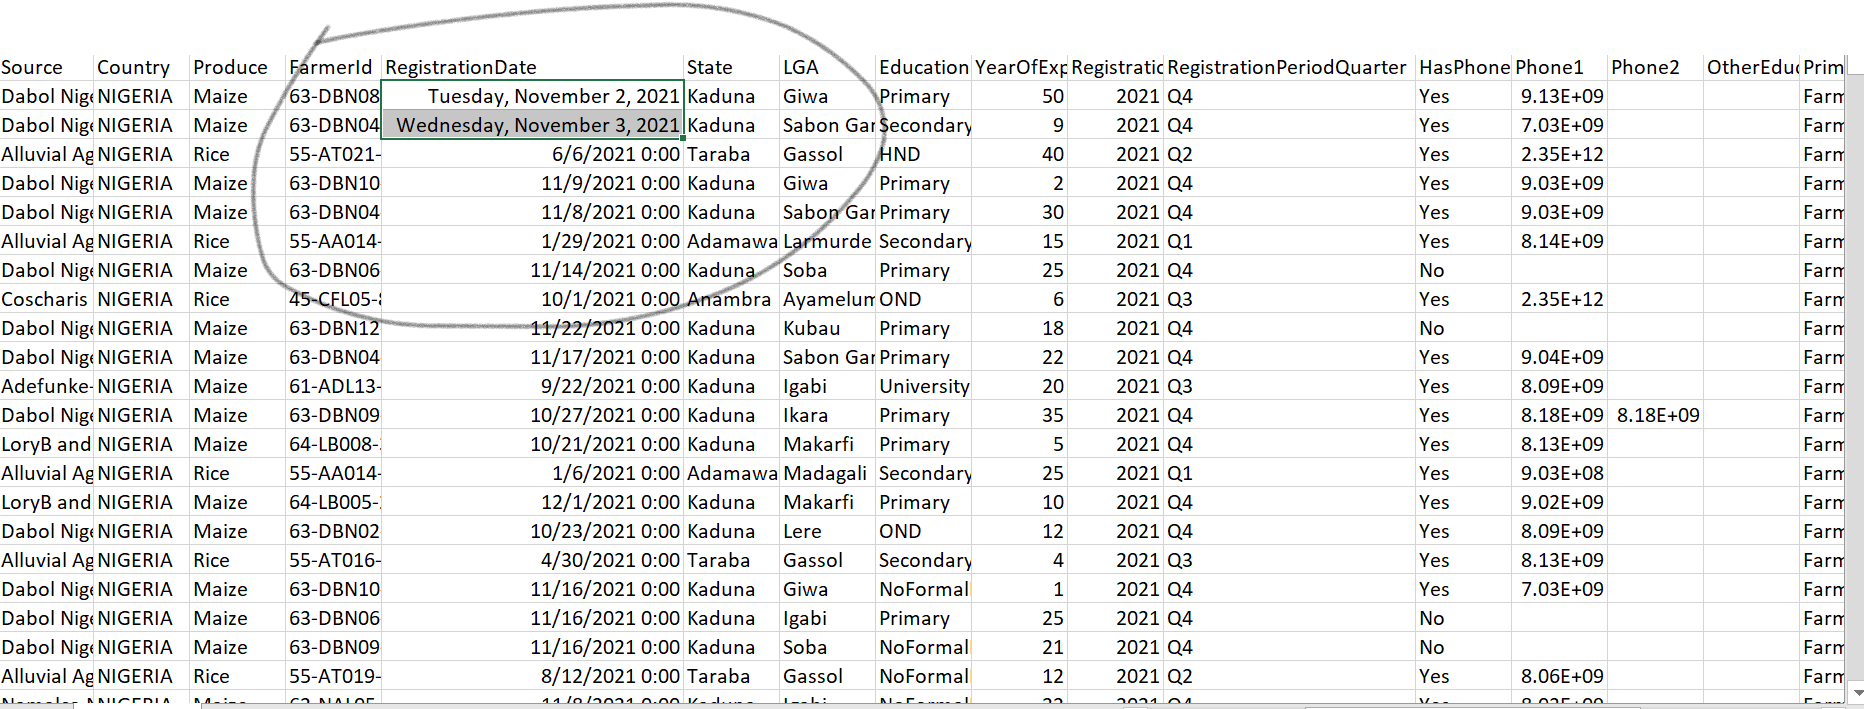 Source Country Produce FarmerId RegistrationDate State LGA Education YearOfExp Registratio RegistrationPeriodQuarter HasPhone Phone1 Phone2 OtherEduc Prim
Dabol Nige NIGERIA Maize 63-DBN08 Tuesday, November 2, 2021 Kaduna Giwa Primary 50 2021 Q4 Yes 9.13E+09 Farm
Dabol Nige NIGERIA Maize 63-DBN04 Wednesday, November 3, 2021 Kaduna Sabon Gar Secondary 9 2021 Q4 Yes 7.03E+09 Farm
Alluvial Ag NIGERIA Rice 55-AT021- 6/6/2021 0:00 Taraba Gassol HND 40 2021 Q2 Yes 2.35E+12 Farm
Dabol Nige NIGERIA Maize 63-DBN10 11/9/2021 0:00 Kaduna Giwa Primary 2 2021 Q4 Yes 9.03E+09 Farm
Dabol Nige NIGERIA Maize 63-DBN04 11/8/2021 0:00 Kaduna Sabon Gar Primary 30 2021 Q4 Yes 9.03E+09 Farm
Alluvial Ag NIGERIA Rice 55-AA014- 1/29/2021 0:00 Adamawa Larmurde Secondary 15 2021 Q1 Yes 8.14E+09 Farm
Dabol Nige NIGERIA Maize 63-DBN06 11/14/2021 0:00 Kaduna Soba Primary 25 2021 Q4 No Farm
Coscharis NIGERIA Rice 45-CFL05-8 10/1/2021 0:00 Anambra Ayamelum OND 6 2021 Q3 Yes 2.35E+12 Farm
Dabol Nige NIGERIA Maize 63-DBN12 11/22/2021 0:00 Kaduna Kubau Primary 18 2021 Q4 No Farm
Dabol Nige NIGERIA Maize 63-DBN04 11/17/2021 0:00 Kaduna Sabon Gar Primary 22 2021 Q4 Yes 9.04E+09 Farm
Adefunke- NIGERIA Maize 61-ADL13- 9/22/2021 0:00 Kaduna Igabi University 20 2021 Q3 Yes 8.09E+09 Farm
Dabol Nige NIGERIA Maize 63-DBN09 10/27/2021 0:00 Kaduna Ikara Primary 35 2021 Q4 Yes 8.18E+09 8.18E+09 Farm
LoryB and NIGERIA Maize 64-LB008- 10/21/2021 0:00 Kaduna Makarfi Primary 5 2021 Q4 Yes 8.13E+09 Farm
Alluvial Ag NIGERIA Rice 55-AA014- 1/6/2021 0:00 Adamawa Madagali Secondary 25 2021 Q1 Yes 9.03E+08 Farm
LoryB and NIGERIA Maize 64-LB005- 12/1/2021 0:00 Kaduna Makarfi Primary 10 2021 Q4 Yes 9.02E+09 Farm
Dabol Nige NIGERIA Maize 63-DBN02 10/23/2021 0:00 Kaduna Lere OND 12 2021 Q4 Yes 8.09E+09 Farm
Alluvial Ag NIGERIA Rice 55-AT016- 4/30/2021 0:00 Taraba Gassol Secondary 4 2021 Q3 Yes 8.13E+09 Farm
Dabol Nige NIGERIA Maize 63-DBN10 11/16/2021 0:00 Kaduna Giwa NoFormal 1 2021 Q4 Yes 7.03E+09 Farm
Dabol Nige NIGERIA Maize 63-DBN06 11/16/2021 0:00 Kaduna Igabi Primary 25 2021 Q4 No Farm
Dabol Nige NIGERIA Maize 63-DBN09 11/16/2021 0:00 Kaduna Soba NoFormal 21 2021 Q4 No Farm
Alluvial Ag NIGERIA Rice 55-AT019- 8/12/2021 0:00 Taraba Gassol NoFormal 12 2021 Q2 Yes 8.06E+09 Farm